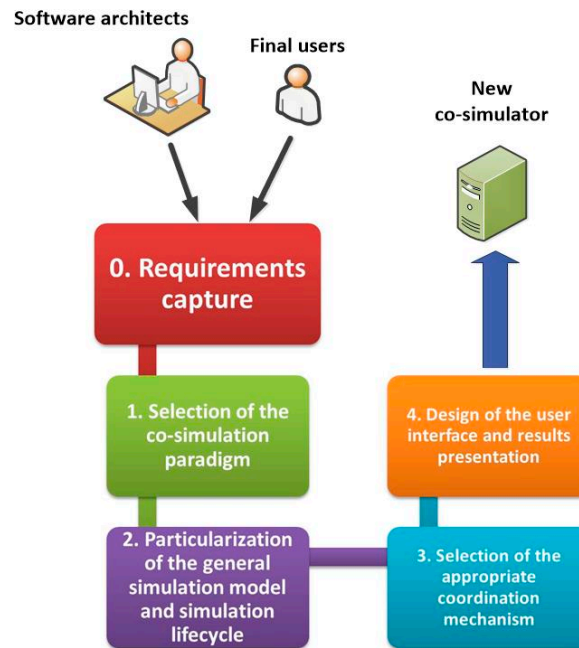 Software architects
Final users
New
co-simulator
0. Requirements
capture
1. Selection of the
co-simulation
paradigm
2. Particularization
of the general
simulation model
and simulation
lifecycle
3. Selection of the
appropriate
coordination
mechanism
4. Design of the user
interface and results
presentation